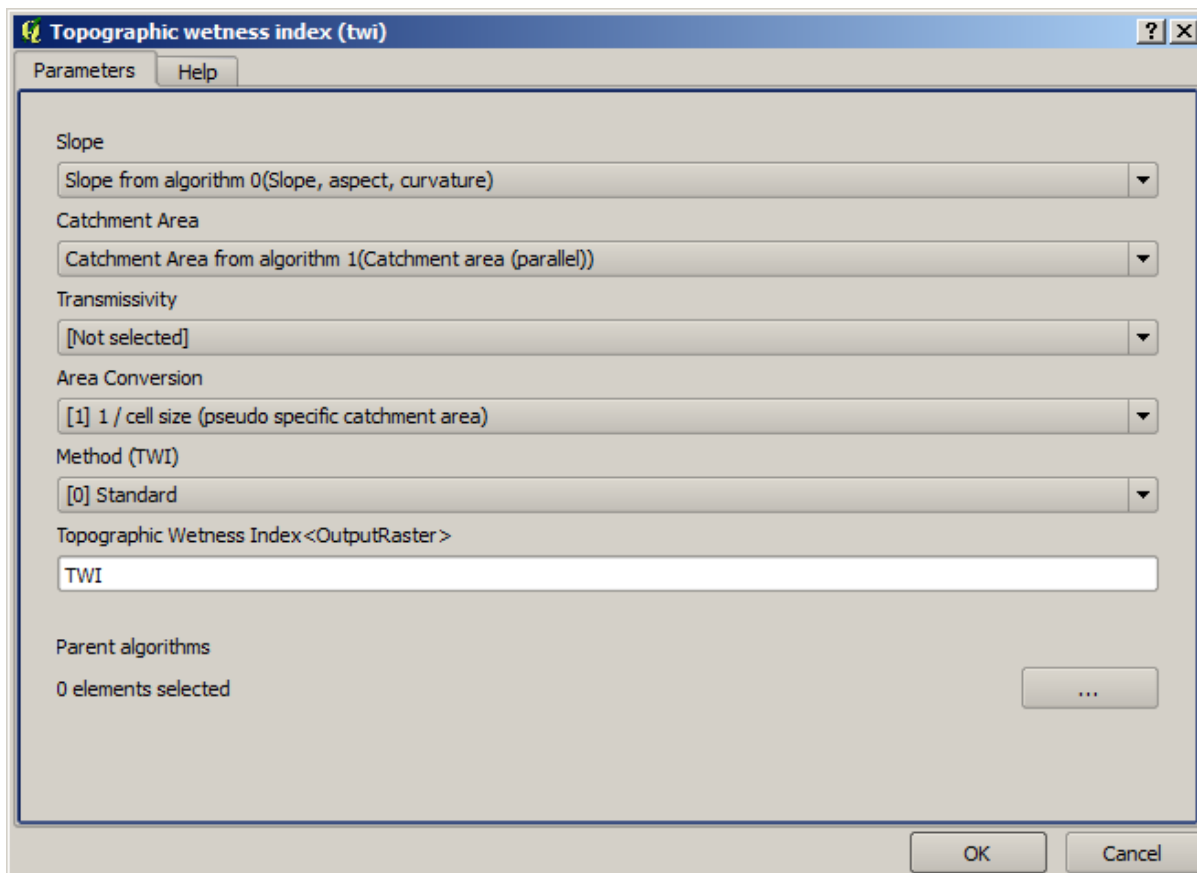 Topographic wetness index (twi)
Parameters Help
Slope
Slope from algorithm 0(Slope, aspect, curvature)
Catchment Area
Catchment Area from algorithm 1(Catchment area (parallel))
Transmissivity
[Not selected]
Area Conversion
[1] 1 / cell size (pseudo specific catchment area)
Method (TWI)
[0] Standard
Topographic Wetness Index<OutputRaster>
TWI
Parent algorithms
0 elements selected
...
OK Cancel